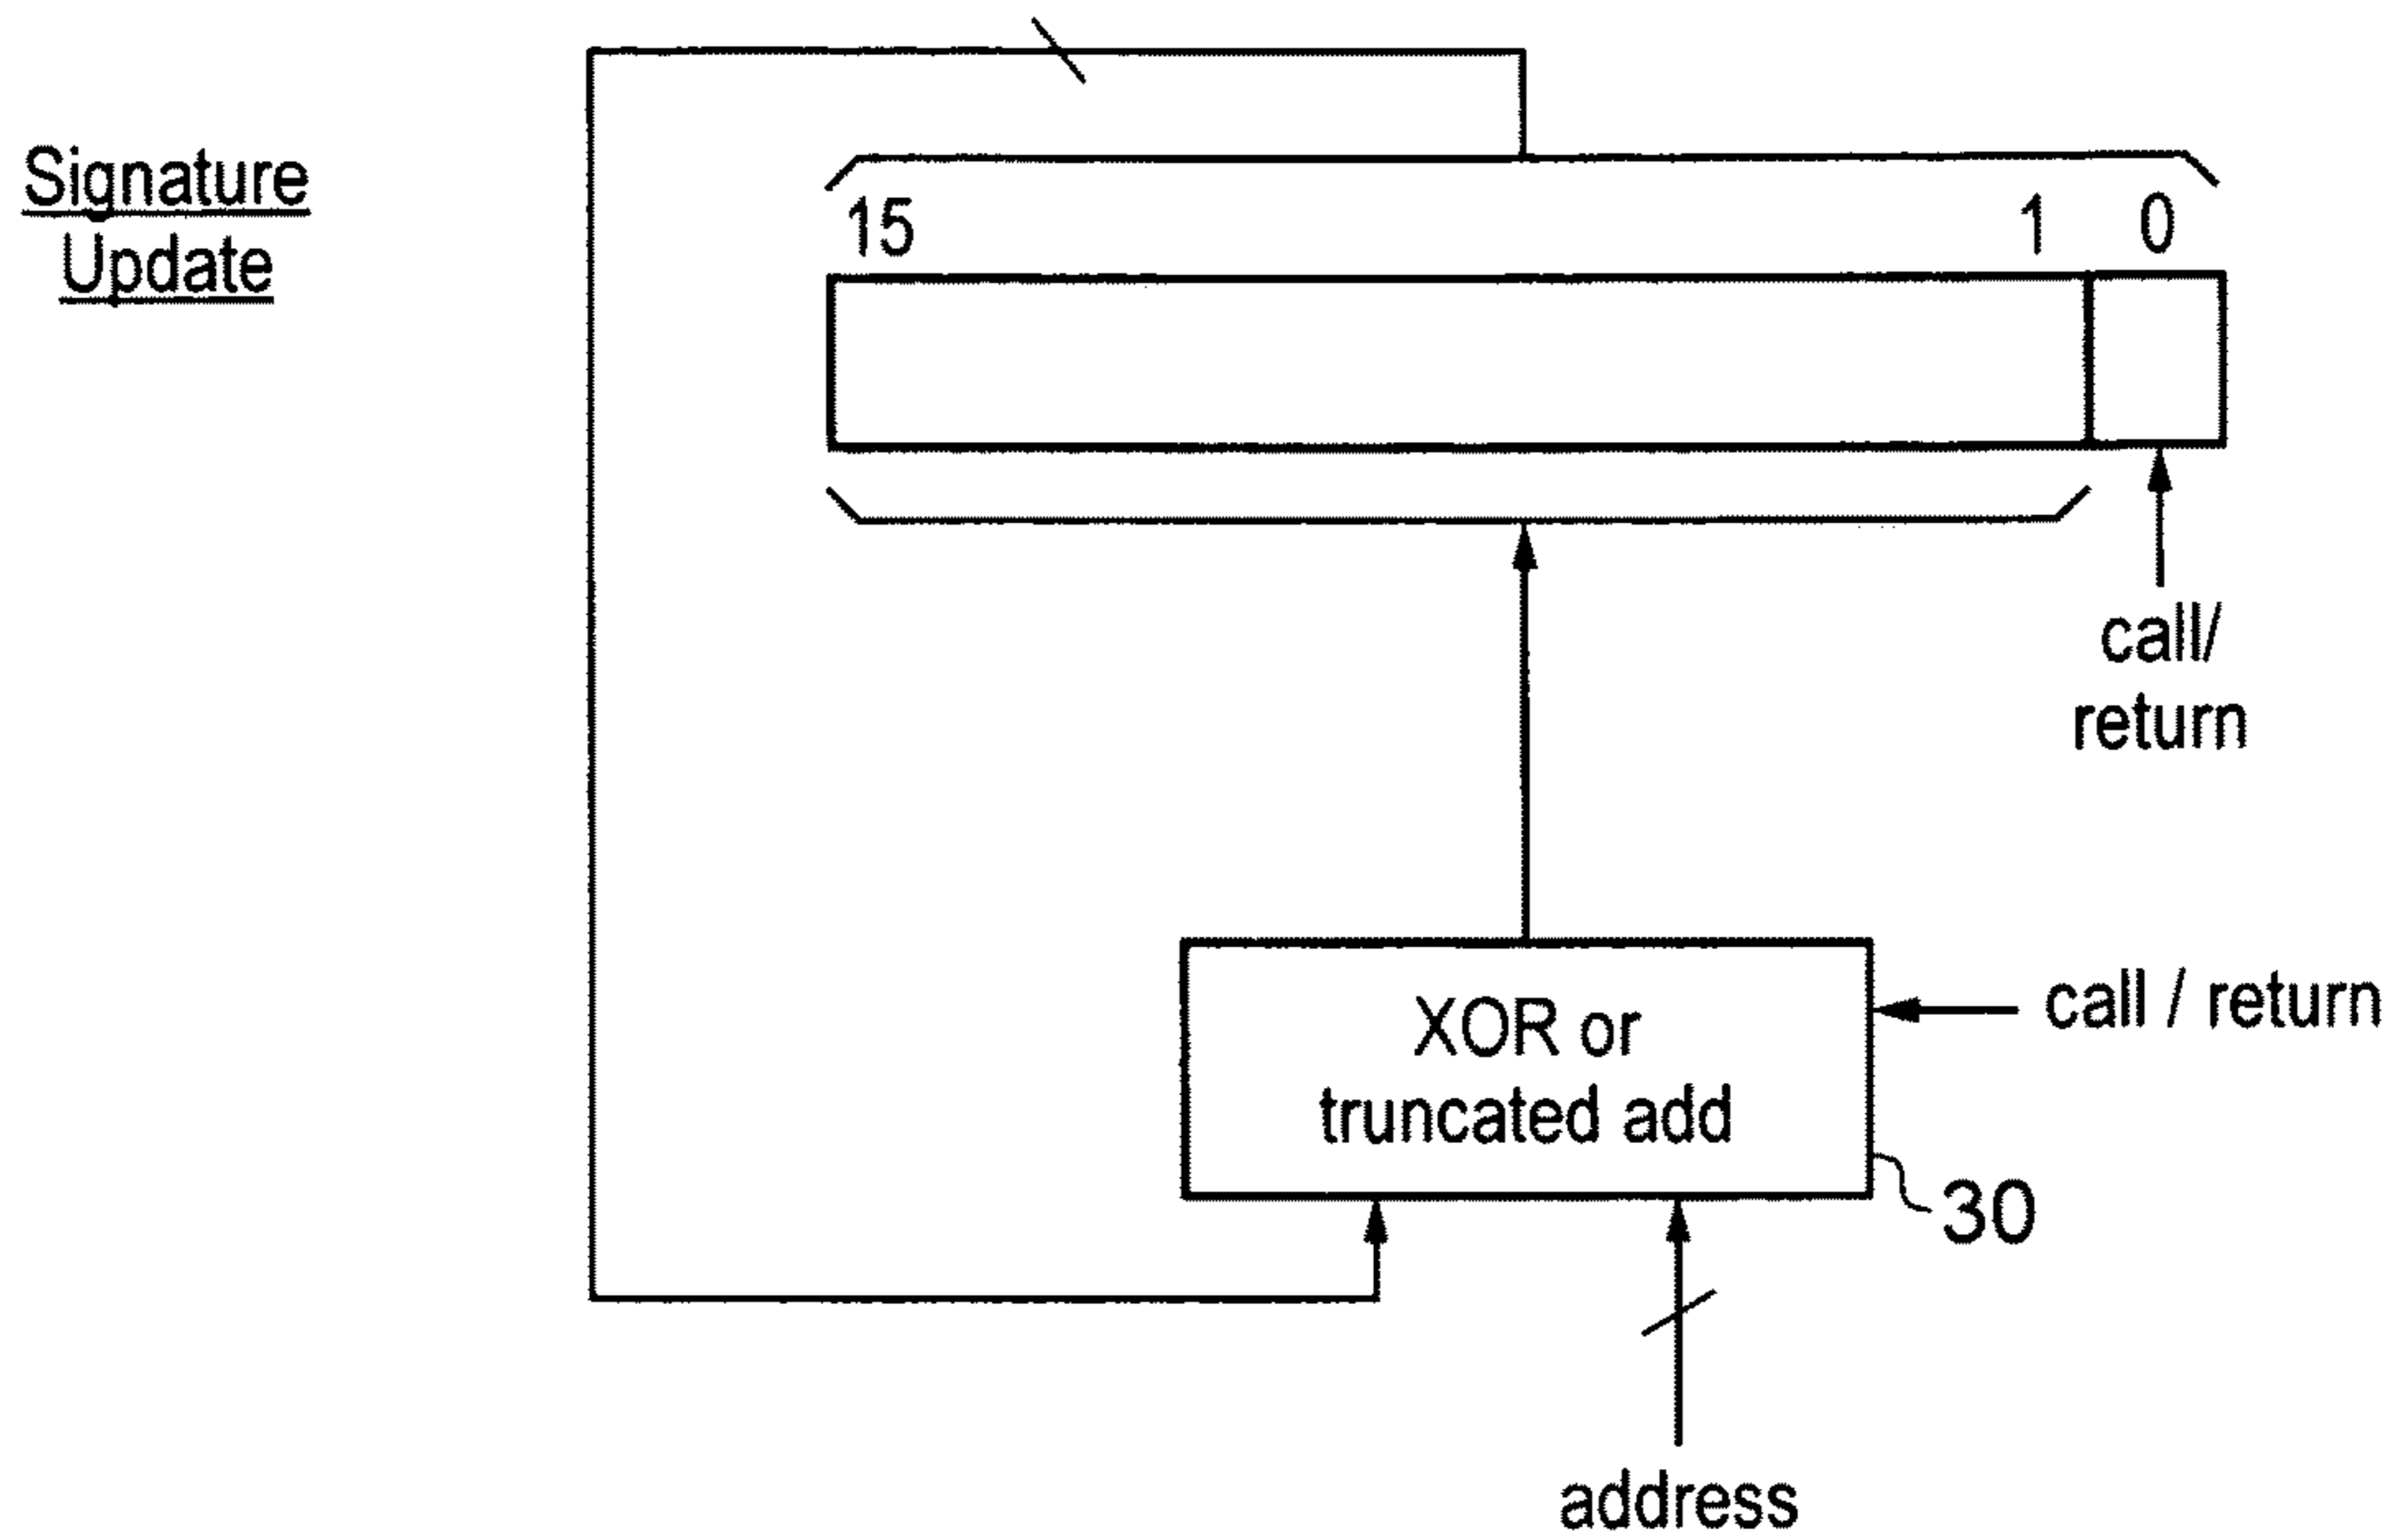 Signature
Update
15 1 0
call/
return
XOR or
truncated add
call / return
30
address